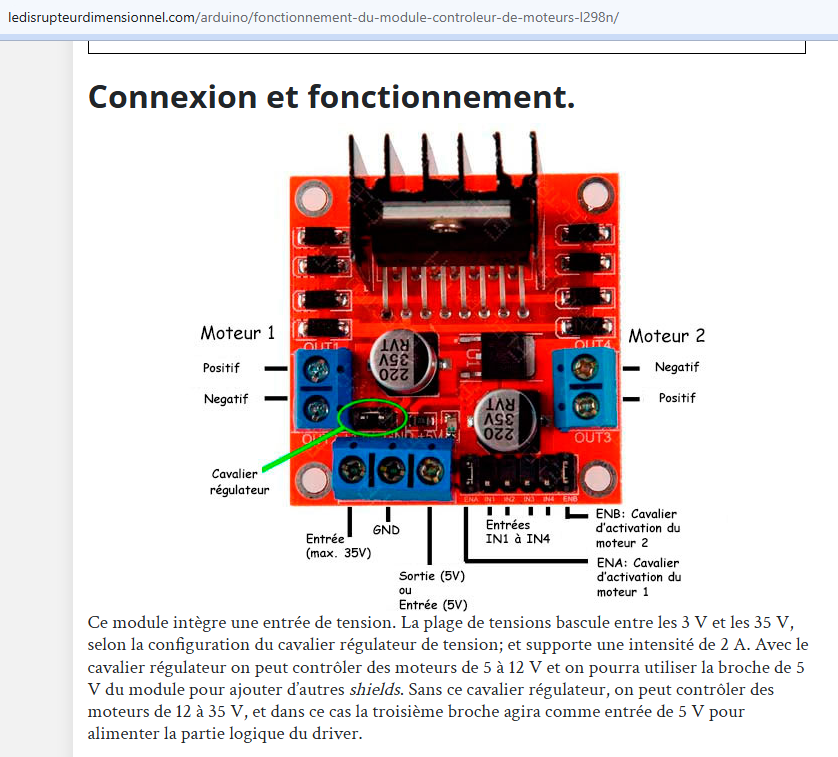 ledisrupteurdimensionnel.com/arduino/fonctionnement-du-module-controleur-de-moteurs-l298n/
Connexion et fonctionnement.
Moteur 1
Moteur 2
OUT1
OUT4
Positif
Negatif
Negatif
Positif
220
35V
RVT
220
35V
RVT
OUT3
+5V
Cavalier
régulateur
ENA IN1 IN2 IN3 IN4 ENB
Entrée
(max. 35V)
GND
Sortie (5V)
ou
Entrée (5V)
Entrées
IN1 à IN4
ENB: Cavalier
d'activation du
moteur 2
ENA: Cavalier
d'activation du
moteur 1
Ce module intègre une entrée de tension. La plage de tensions bascule entre les 3 V et les 35 V,
selon la configuration du cavalier régulateur de tension; et supporte une intensité de 2 A. Avec le
cavalier régulateur on peut contrôler des moteurs de 5 à 12 V et on pourra utiliser la broche de 5
V du module pour ajouter d'autres shields. Sans ce cavalier régulateur, on peut contrôler des
moteurs de 12 à 35 V, et dans ce cas la troisième broche agira comme entrée de 5 V pour
alimenter la partie logique du driver.